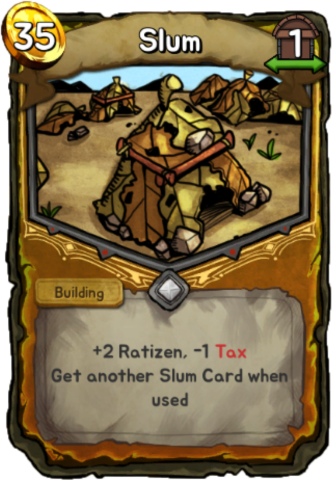 35
Slum
1
Building
+2 Ratizen, -1 Tax
Get another Slum Card when
used